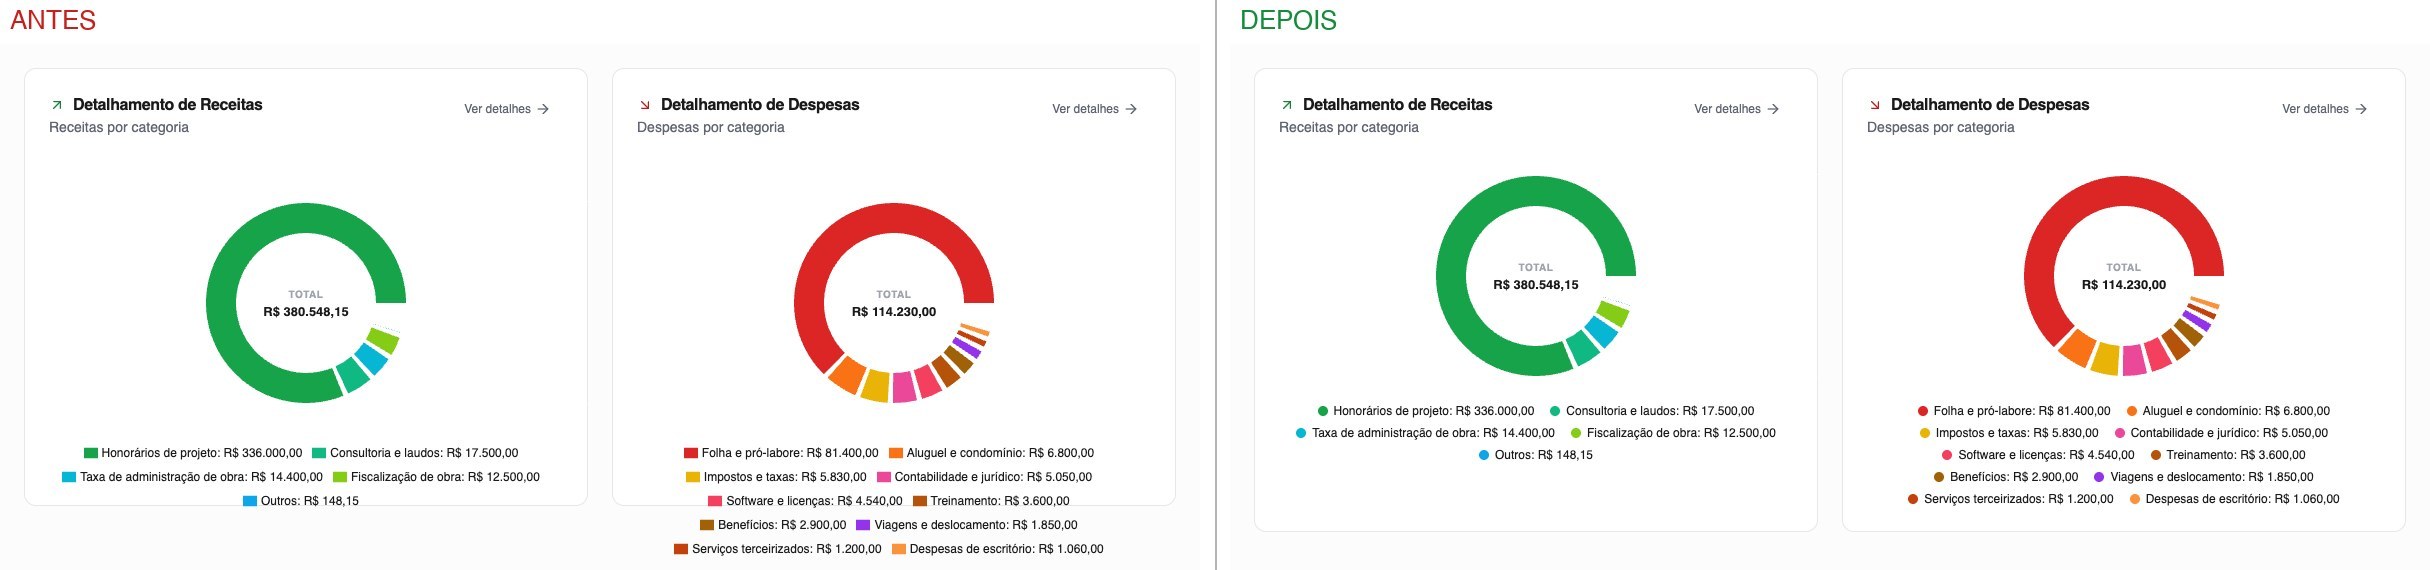 ANTES
Detalhamento de Receitas
Ver detalhes
Receitas por categoria
TOTAL
R$ 380.548,15
Honorários de projeto: R$ 336.000,00 Consultoria e laudos: R$ 17.500,00
Taxa de administração de obra: R$ 14.400,00 Fiscalização de obra: R$ 12.500,00
Outros: R$ 148,15
Detalhamento de Despesas
Ver detalhes
Despesas por categoria
TOTAL
R$ 114.230,00
Folha e pró-labore: R$ 81.400,00 Aluguel e condomínio: R$ 6.800,00
Impostos e taxas: R$ 5.830,00 Contabilidade e jurídico: R$ 5.050,00
Software e licenças: R$ 4.540,00 Treinamento: R$ 3.600,00
Benefícios: R$ 2.900,00 Viagens e deslocamento: R$ 1.850,00
Serviços terceirizados: R$ 1.200,00 Despesas de escritório: R$ 1.060,00
DEPOIS
Detalhamento de Receitas
Ver detalhes
Receitas por categoria
TOTAL
R$ 380.548,15
Honorários de projeto: R$ 336.000,00 Consultoria e laudos: R$ 17.500,00
Taxa de administração de obra: R$ 14.400,00 Fiscalização de obra: R$ 12.500,00
Outros: R$ 148,15
Detalhamento de Despesas
Ver detalhes
Despesas por categoria
TOTAL
R$ 114.230,00
Folha e pró-labore: R$ 81.400,00 Aluguel e condomínio: R$ 6.800,00
Impostos e taxas: R$ 5.830,00 Contabilidade e jurídico: R$ 5.050,00
Software e licenças: R$ 4.540,00 Treinamento: R$ 3.600,00
Benefícios: R$ 2.900,00 Viagens e deslocamento: R$ 1.850,00
Serviços terceirizados: R$ 1.200,00 Despesas de escritório: R$ 1.060,00